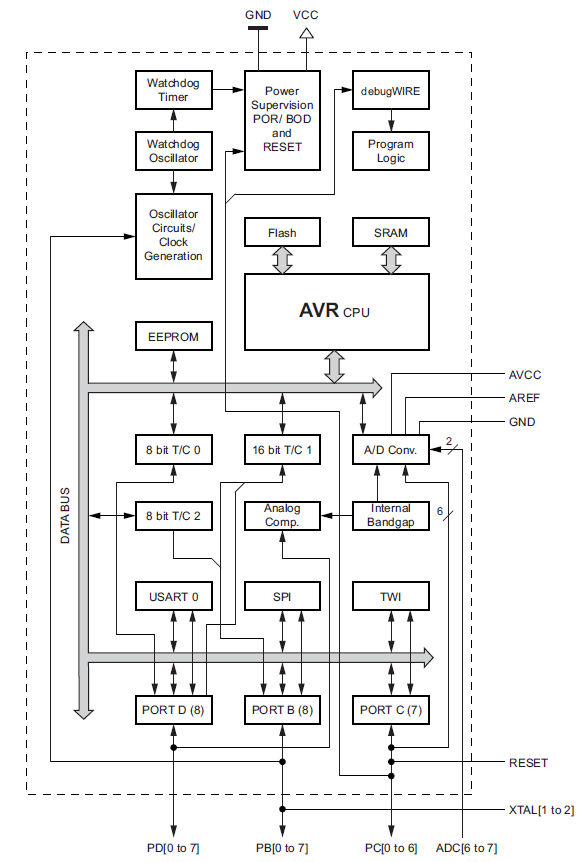 GND
VCC
Watchdog
Timer
Power
Supervision
POR/ BOD
and
RESET
debugWIRE
Watchdog
Oscillator
Program
Logic
Oscillator
Circuits/
Clock
Generation
Flash
SRAM
AVR CPU
EEPROM
AVCC
AREF
GND
8 bit T/C 0
16 bit T/C 1
A/D Conv.
2
DATA BUS
8 bit T/C 2
Analog
Comp.
Internal
Bandgap
6
USART 0
SPI
TWI
PORT D (8)
PORT B (8)
PORT C (7)
RESET
XTAL[1 to 2]
PD[0 to 7]
PB[0 to 7]
PC[0 to 6]
ADC[6 to 7]